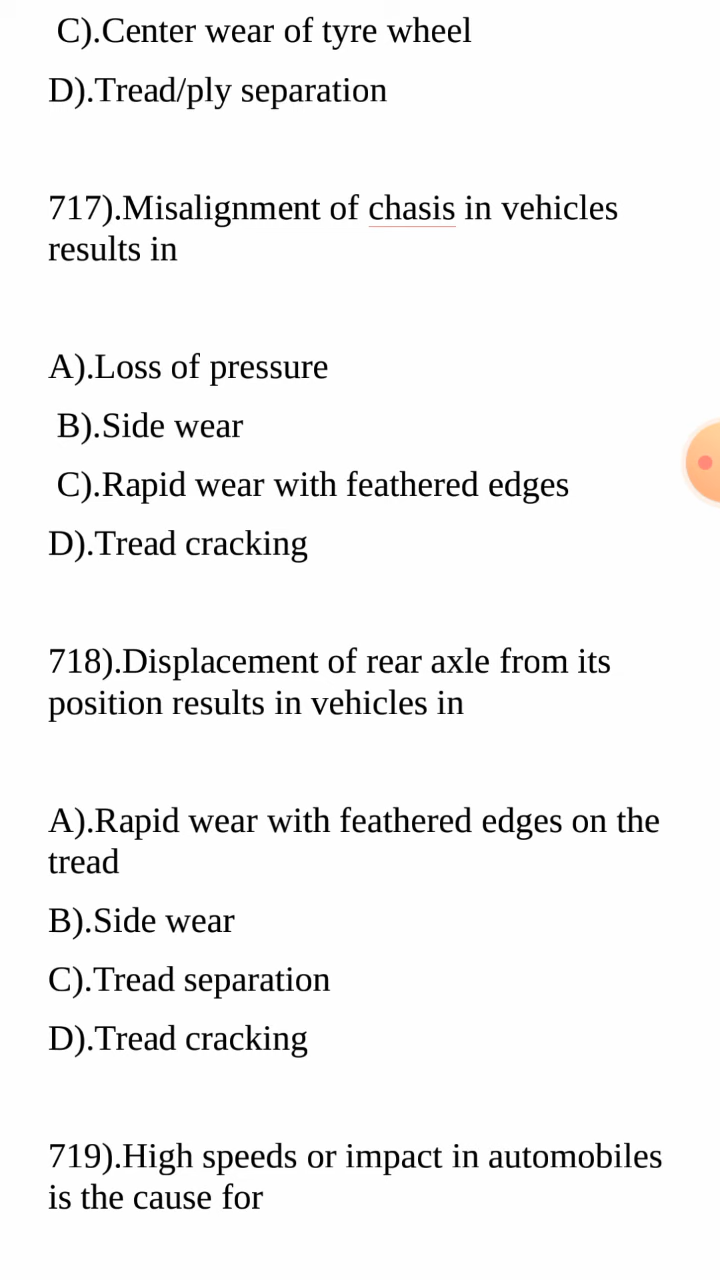 C).Center wear of tyre wheel
D).Tread/ply separation
717).Misalignment of chasis in vehicles
results in
A).Loss of pressure
B).Side wear
C).Rapid wear with feathered edges
D).Tread cracking
718).Displacement of rear axle from its
position results in vehicles in
A).Rapid wear with feathered edges on the
tread
B).Side wear
C).Tread separation
D).Tread cracking
719).High speeds or impact in automobiles
is the cause for